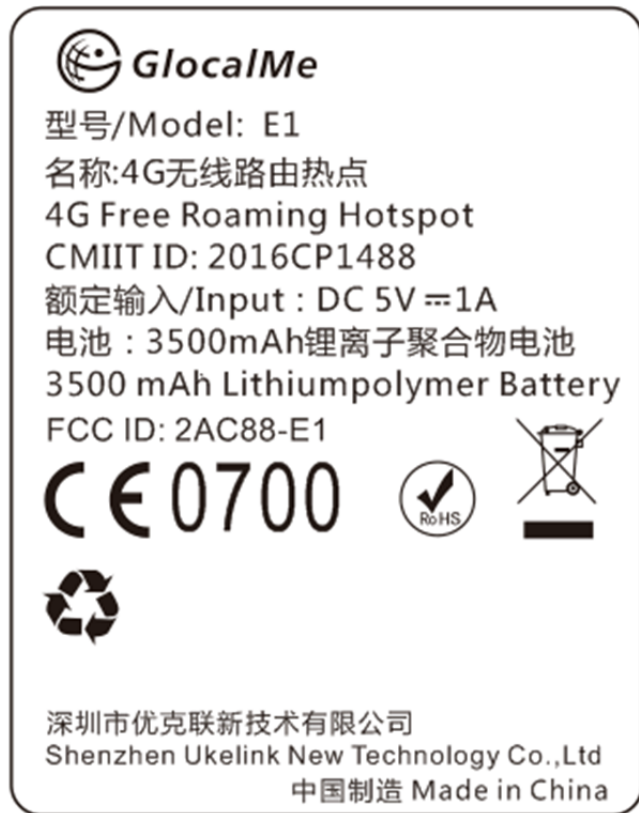 GlocalMe
型号/Model: E1
名称:4G无线路由热点
4G Free Roaming Hotspot
CMIIT ID: 2016CP1488
额定输入/Input : DC 5V ⎓1A
电池 : 3500mAh锂离子聚合物电池
3500 mAh Lithiumpolymer Battery
FCC ID: 2AC88-E1
CE0700
RoHS
深圳市优克联新技术有限公司
Shenzhen Ukelink New Technology Co.,Ltd
中国制造 Made in China